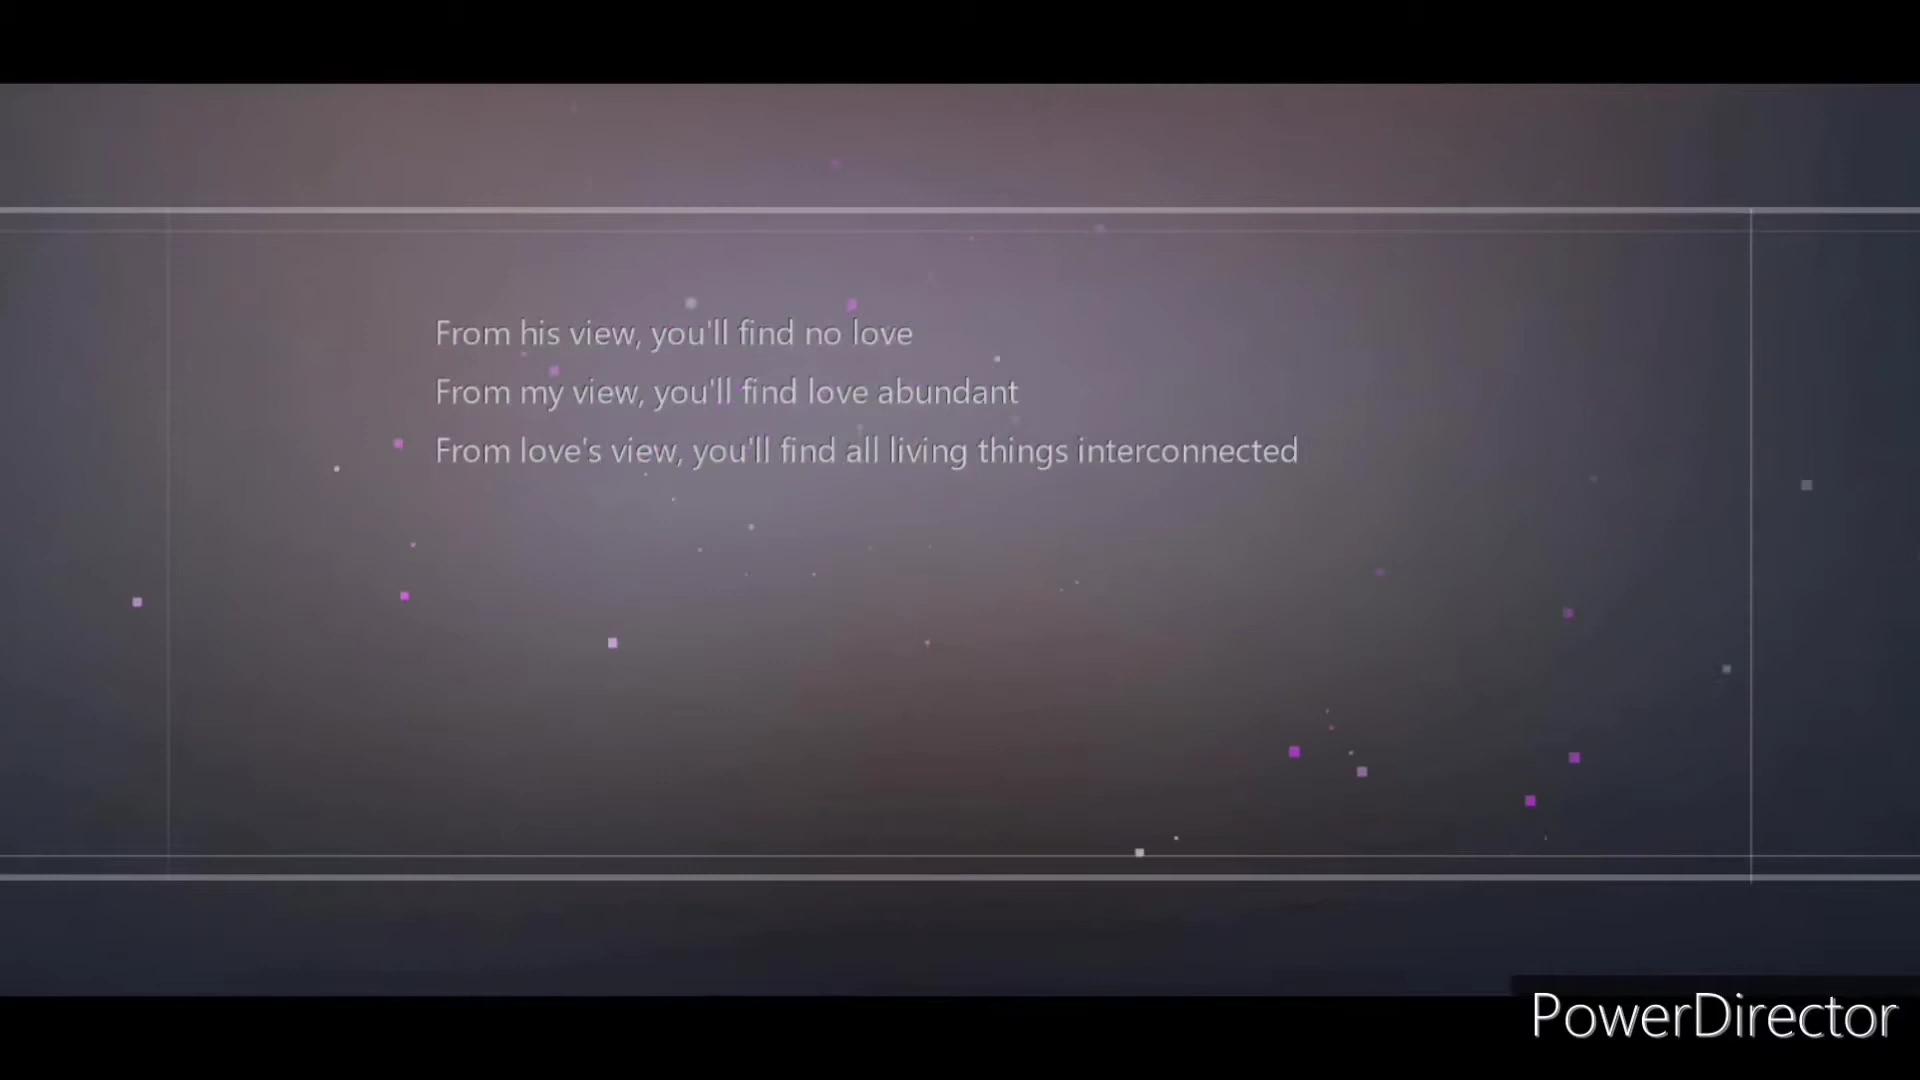 From his view, you'll find no love
From my view, you'll find love abundant
From love's view, you'll find all living things interconnected
PowerDirector